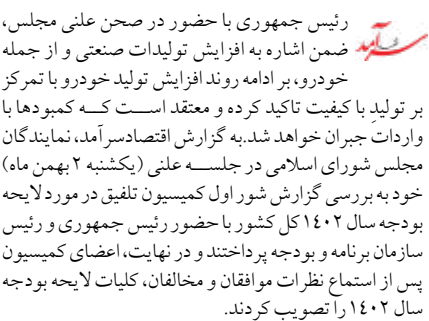 رئیس جمهوری با حضور در صحن علنی مجلس،
سرآمد ضمن اشاره به افزایش تولیدات صنعتی و از جمله
خودرو، بر ادامه روند افزایش تولید خودرو با تمرکز
بر تولیدِ با کیفیت تاکید کرده و معتقد است که کمبودها با
واردات جبران خواهد شد.به گزارش اقتصادسرآمد، نمایندگان
مجلس شورای اسلامی در جلسه علنی (یکشنبه ۲ بهمن ماه)
خود به بررسی گزارش شور اول کمیسیون تلفیق در مورد لایحه
بودجه سال ۱۴۰۲ کل کشور با حضور رئیس جمهوری و رئیس
سازمان برنامه و بودجه پرداختند و در نهایت، اعضای کمیسیون
پس از استماع نظرات موافقان و مخالفان، کلیات لایحه بودجه
سال ۱۴۰۲ را تصویب کردند.